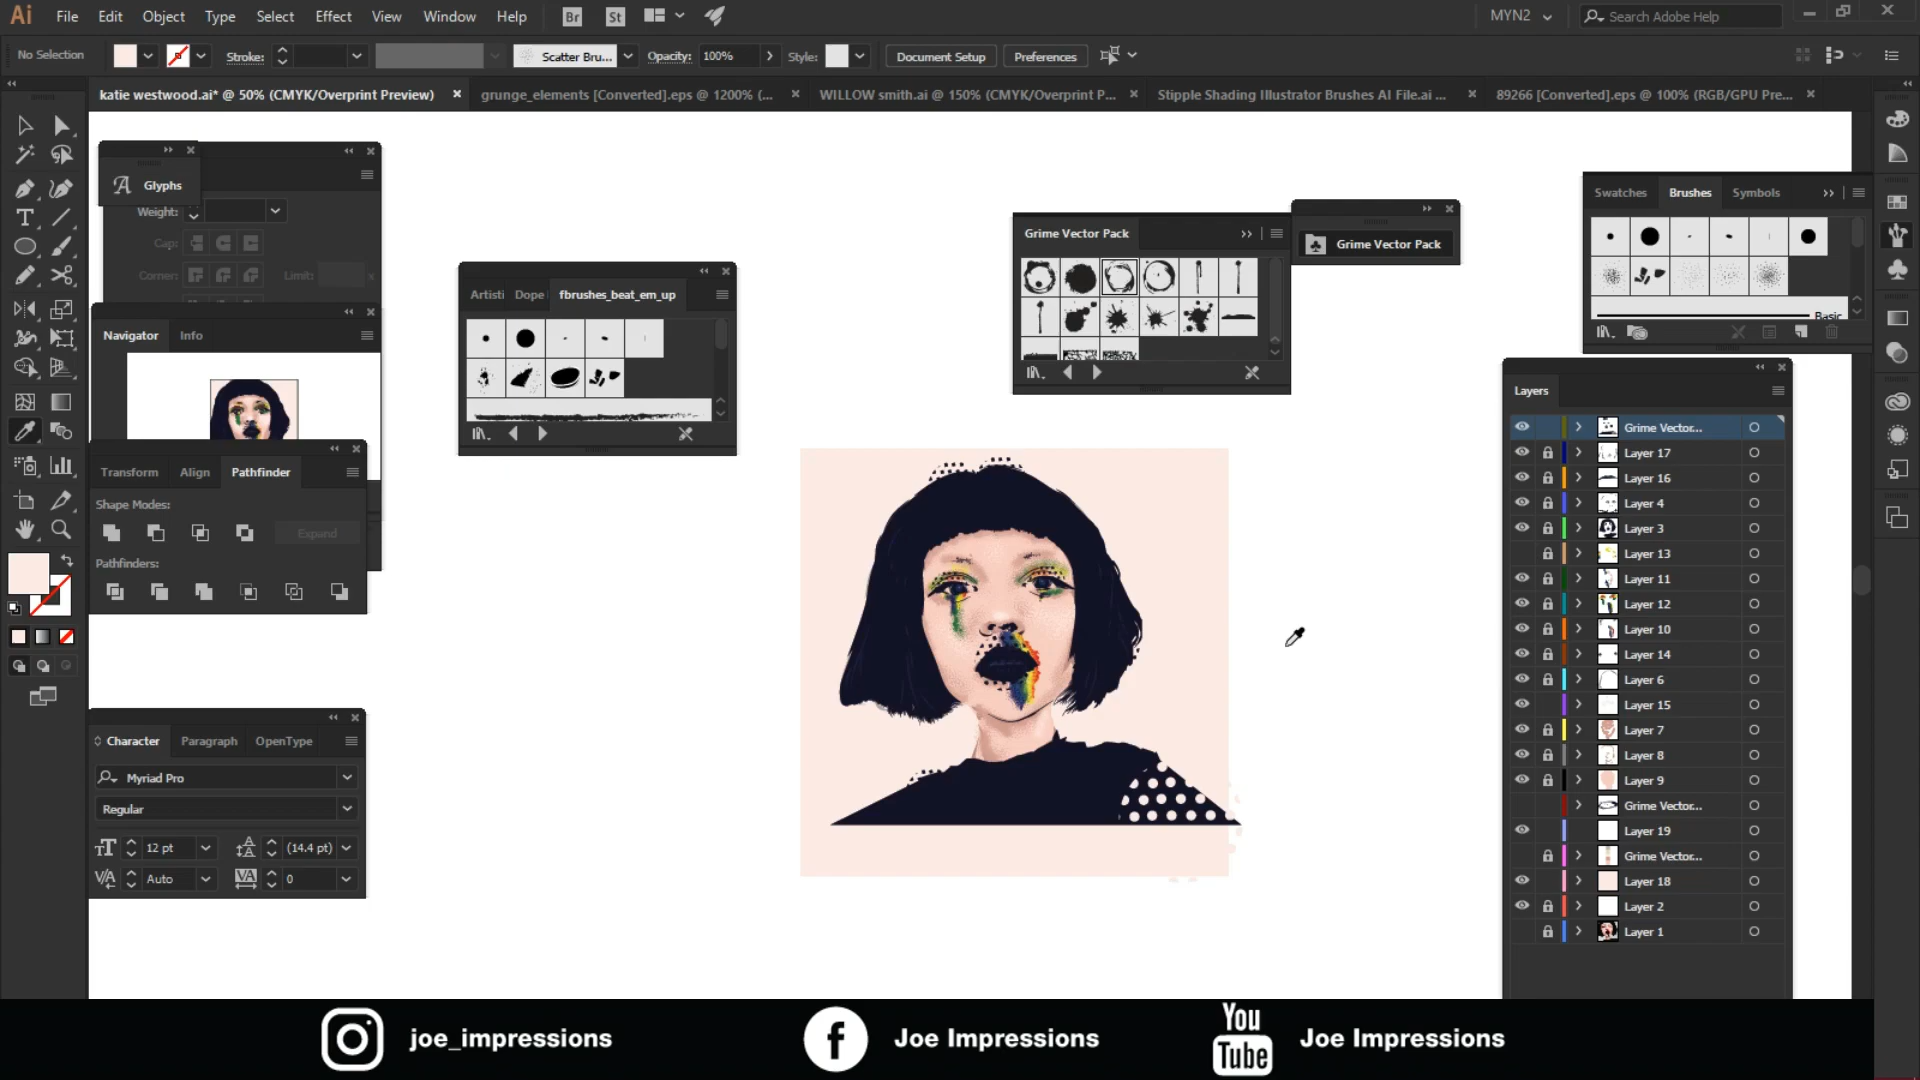 Ai File Edit Object Type Select Effect View Window Help Br St MYN2 Search Adobe Help
No Selection Stroke: Scatter Bru... Opacity: 100% Style: Document Setup Preferences
katie westwood.ai* @ 50% (CMYK/Overprint Preview) grunge_elements [Converted].eps @ 1200% (... WILLOW smith.ai @ 150% (CMYK/Overprint P... Stipple Shading Illustrator Brushes AI File.ai ... 89266 [Converted].eps @ 100% (RGB/GPU Pre...
Glyphs
Weight:
Cap:
Corner: Limit: x
Navigator Info
Transform Align Pathfinder
Shape Modes:
Expand
Pathfinders:
Character Paragraph OpenType
Myriad Pro
Regular
12 pt (14.4 pt)
Auto 0
Artisti Dope fbrushes_beat_em_up
Grime Vector Pack
Grime Vector Pack
Swatches Brushes Symbols
Basic
Layers
Grime Vector...
Layer 17
Layer 16
Layer 4
Layer 3
Layer 13
Layer 11
Layer 12
Layer 10
Layer 14
Layer 6
Layer 15
Layer 7
Layer 8
Layer 9
Grime Vector...
Layer 19
Grime Vector...
Layer 18
Layer 2
Layer 1
joe_impressions
f Joe Impressions
You
Tube
Joe Impressions